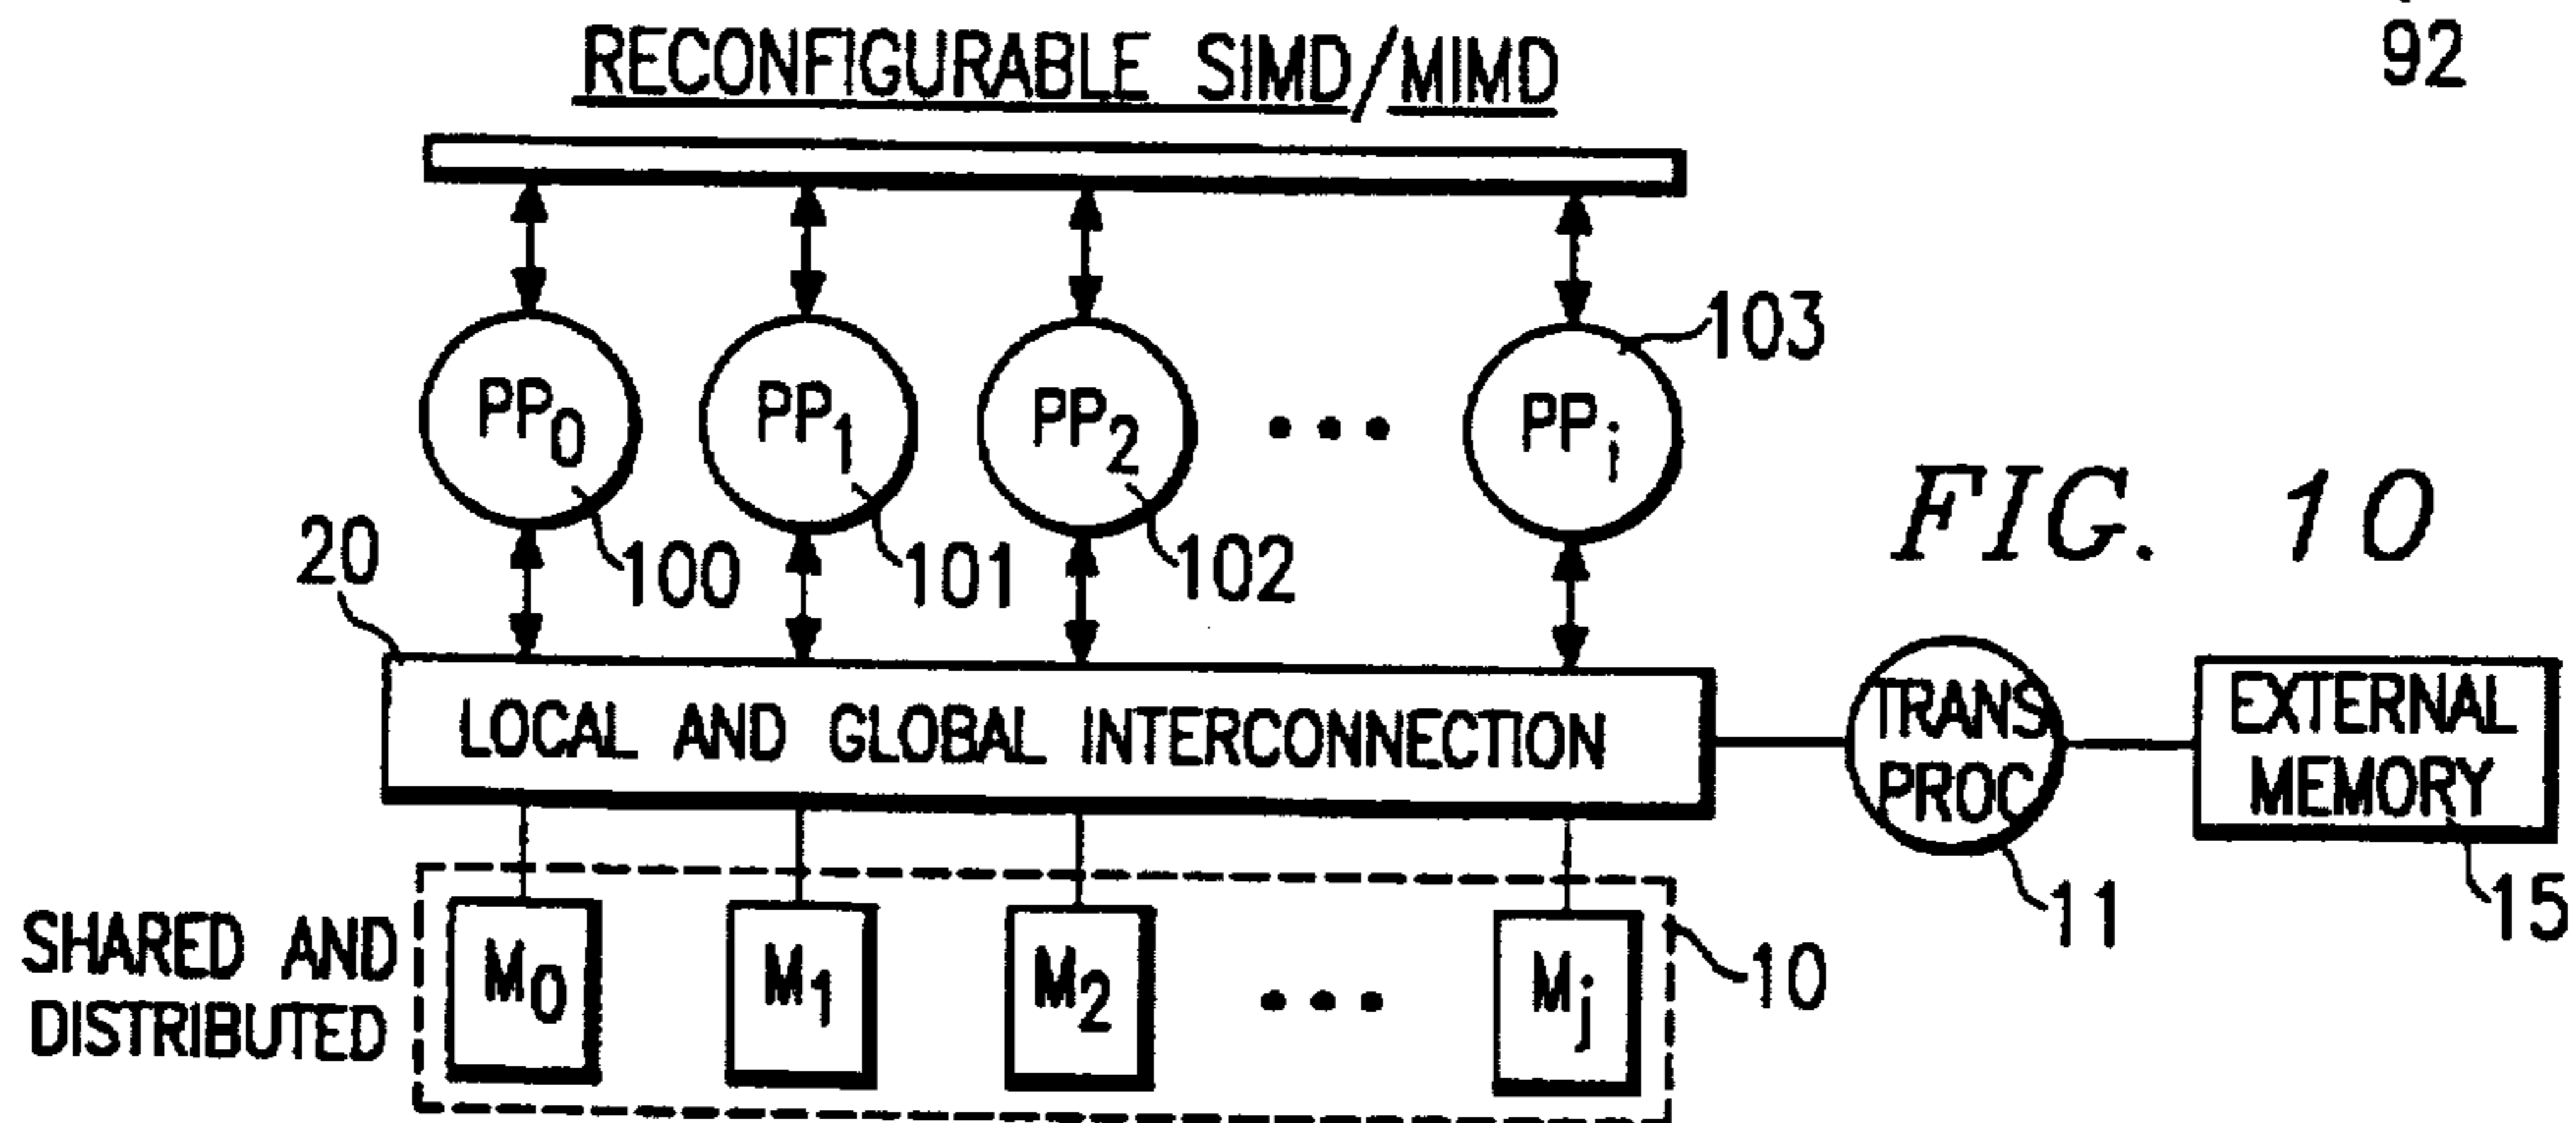 92
RECONFIGURABLE SIMD/MIMD
103
PP0 PP1 PP2 ... PPi
FIG. 10
20 100 101 102
LOCAL AND GLOBAL INTERCONNECTION
TRANS
PROC
EXTERNAL
MEMORY
11
15
SHARED AND
DISTRIBUTED
M0 M1 M2 ... Mj
10